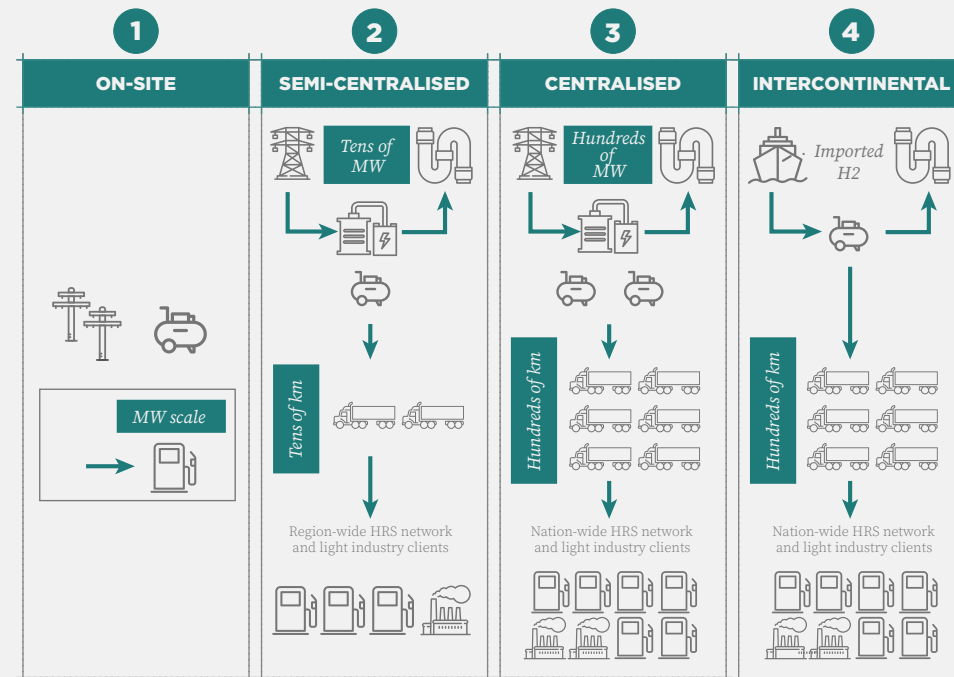 1
ON-SITE
MW scale
2
SEMI-CENTRALISED
Tens of
MW
Tens of km
Region-wide HRS network
and light industry clients
3
CENTRALISED
Hundreds
of
MW
Hundreds of km
Nation-wide HRS network
and light industry clients
4
INTERCONTINENTAL
Imported
H2
Hundreds of km
Nation-wide HRS network
and light industry clients